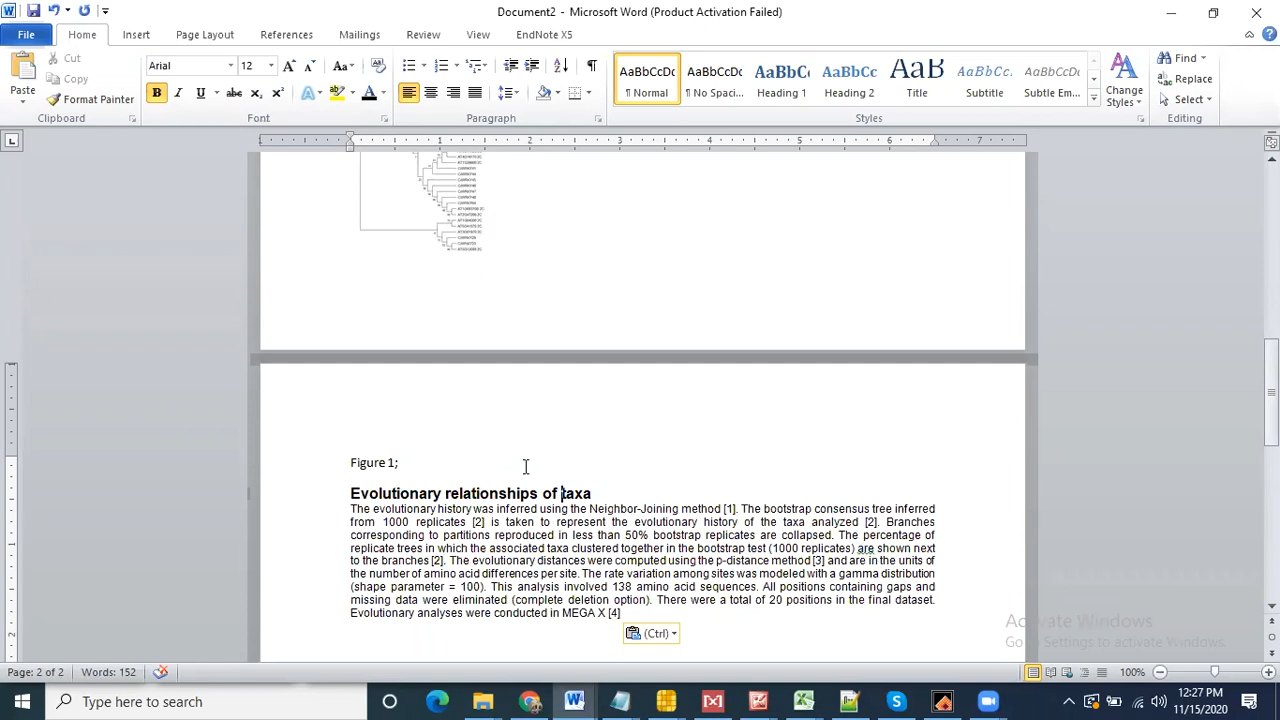 Document2 - Microsoft Word (Product Activation Failed)
File Home Insert Page Layout References Mailings Review View EndNote X5
Paste
Cut
Copy
Format Painter
Clipboard
Arial 12
Font
Paragraph
AaBbCcDc AaBbCcDc AaBbCc AaBbCc AaB AaBbCcDc AaBbCcDc
¶ Normal ¶ No Spaci... Heading 1 Heading 2 Title Subtitle Subtle Em...
Change
Styles
Styles
Find
Replace
Select
Editing
1 1 2 3 4 5 6 7
Figure 1;
Evolutionary relationships of taxa
The evolutionary history was inferred using the Neighbor-Joining method [1]. The bootstrap consensus tree inferred
from 1000 replicates [2] is taken to represent the evolutionary history of the taxa analyzed [2]. Branches
corresponding to partitions reproduced in less than 50% bootstrap replicates are collapsed. The percentage of
replicate trees in which the associated taxa clustered together in the bootstrap test (1000 replicates) are shown next
to the branches [2]. The evolutionary distances were computed using the p-distance method [3] and are in the units of
the number of amino acid differences per site. The rate variation among sites was modeled with a gamma distribution
(shape parameter = 100). This analysis involved 138 amino acid sequences. All positions containing gaps and
missing data were eliminated (complete deletion option). There were a total of 20 positions in the final dataset.
Evolutionary analyses were conducted in MEGA X [4]
(Ctrl)
Activate Windows
Go to Settings to activate Windows.
Page: 2 of 2 Words: 152 100%
Type here to search
12:27 PM
11/15/2020